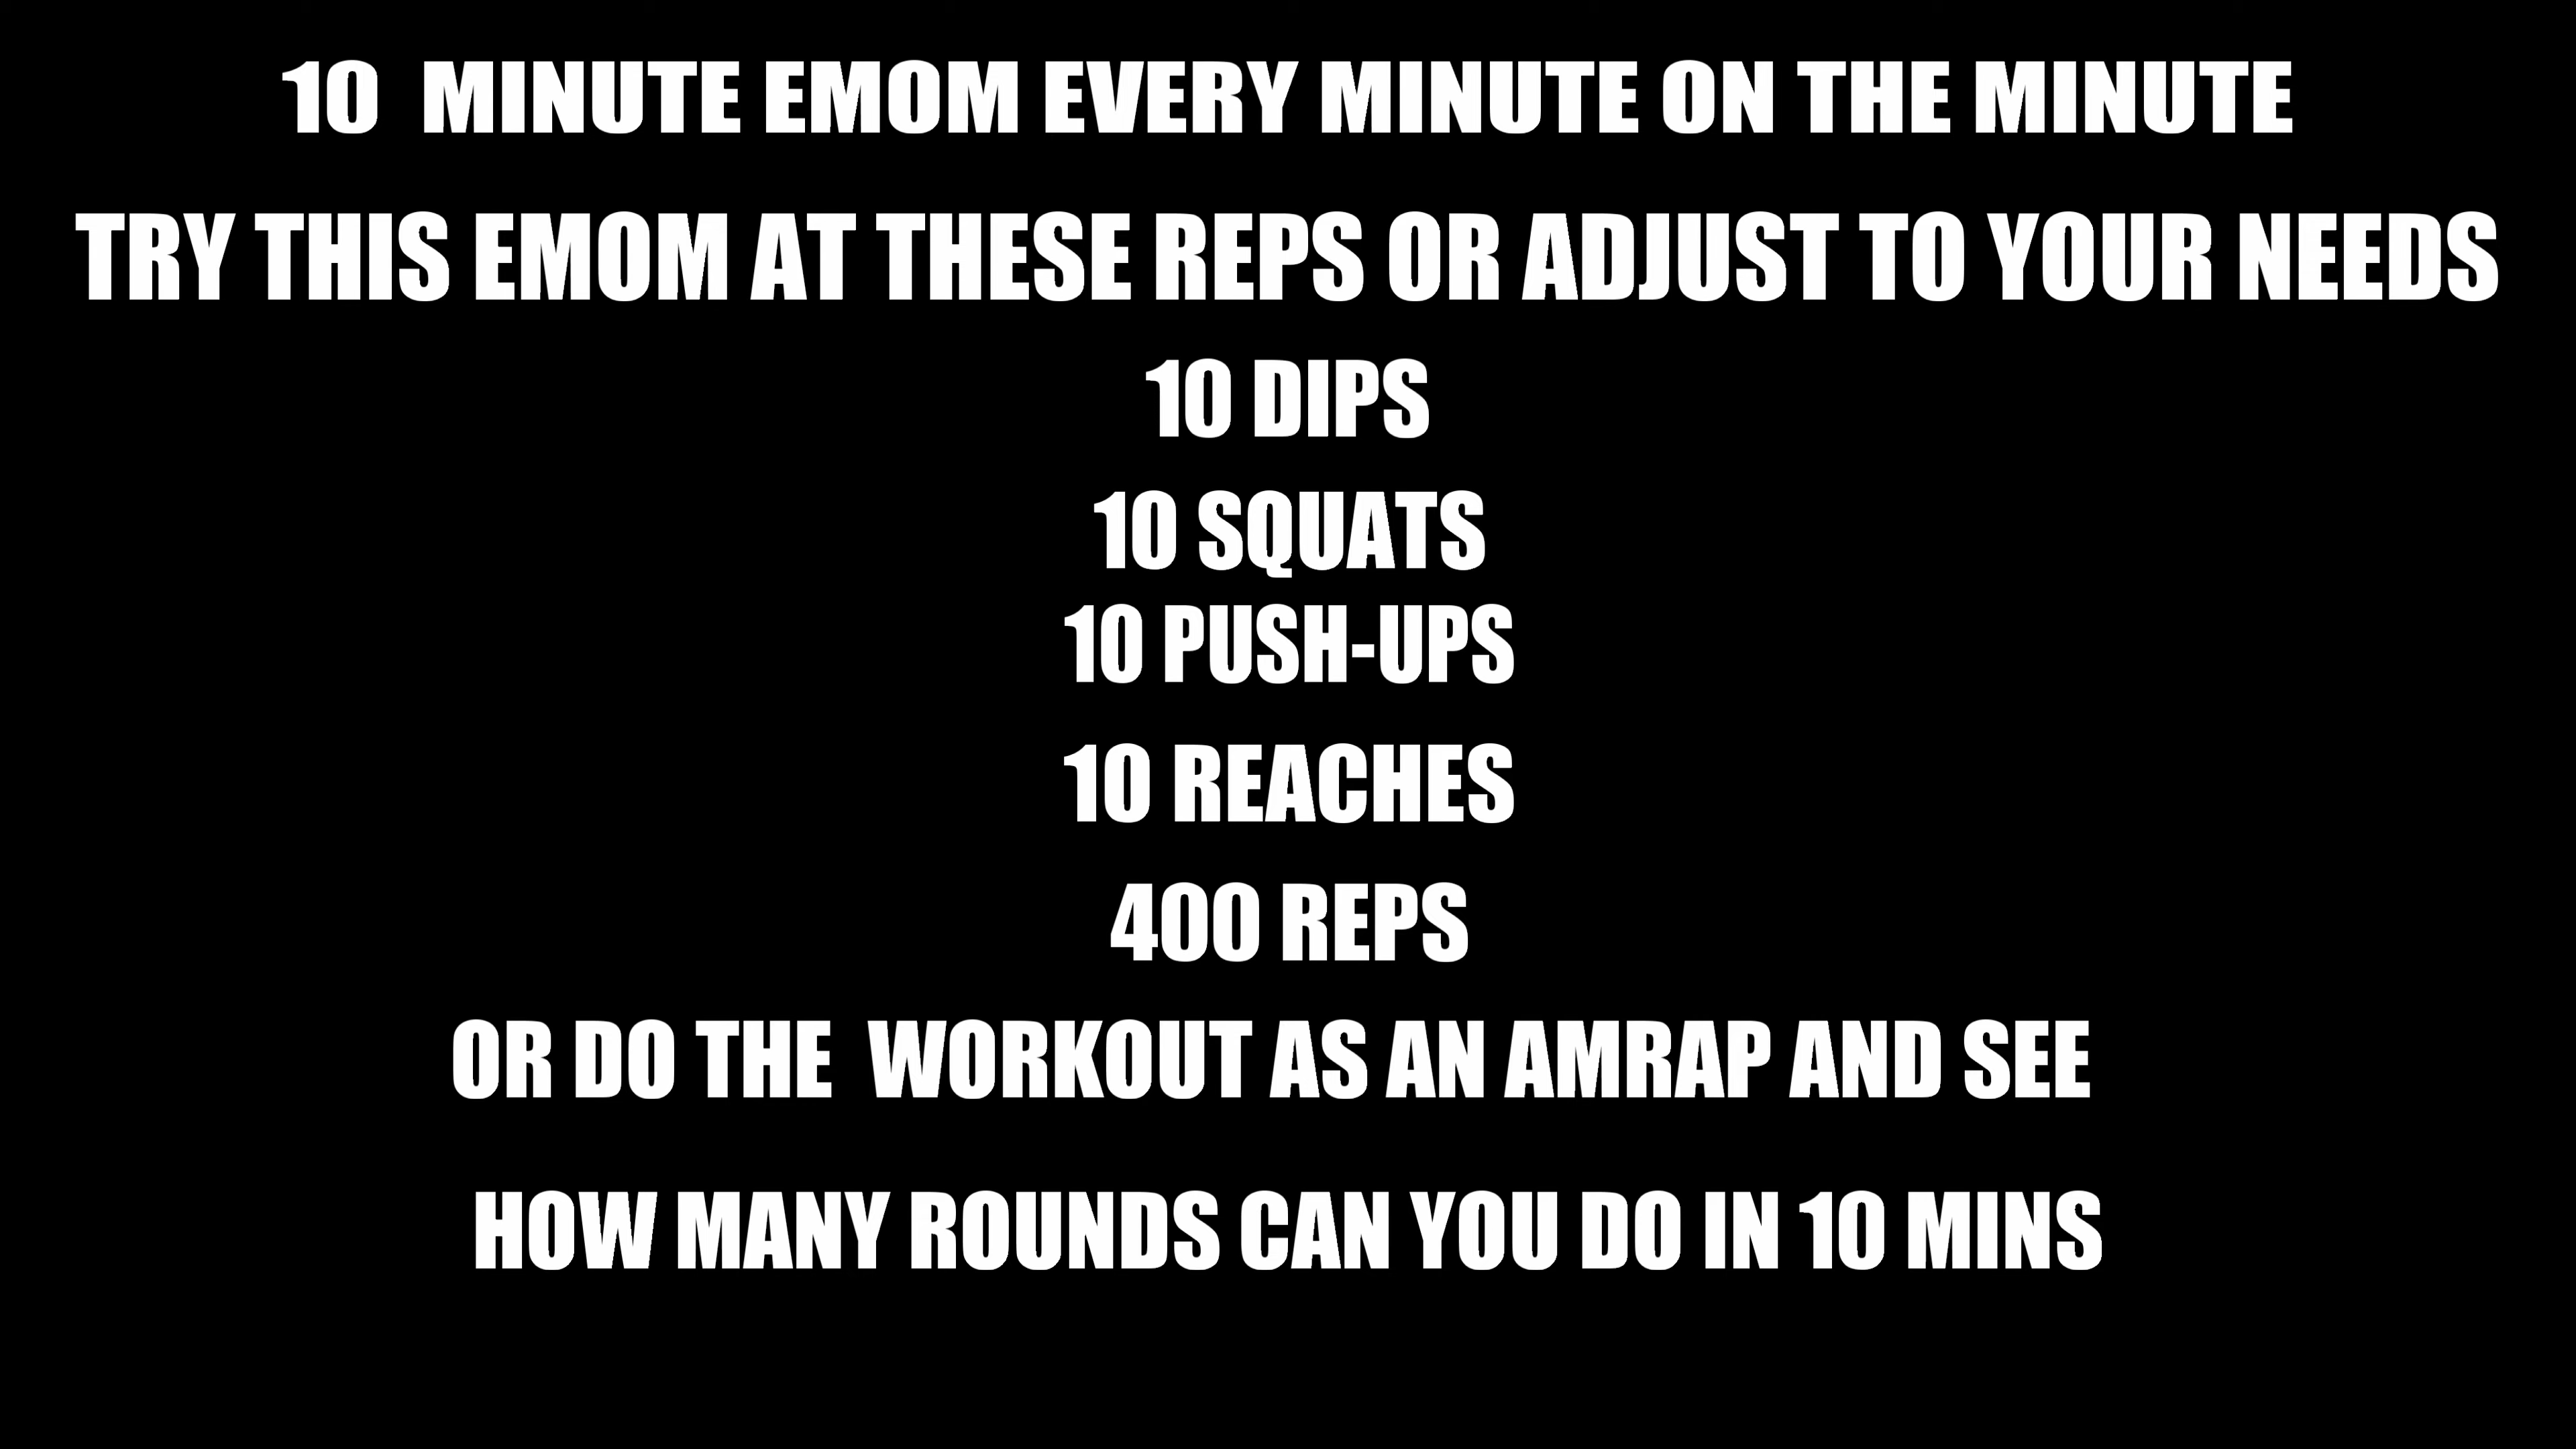 10 MINUTE EMOM EVERY MINUTE ON THE MINUTE
TRY THIS EMOM AT THESE REPS OR ADJUST TO YOUR NEEDS
10 DIPS
10 SQUATS
10 PUSH-UPS
10 REACHES
400 REPS
OR DO THE WORKOUT AS AN AMRAP AND SEE
HOW MANY ROUNDS CAN YOU DO IN 10 MINS